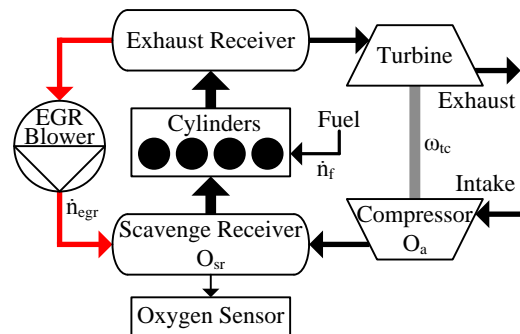 Exhaust Receiver
Turbine
Exhaust
EGR
Blower
Cylinders
Fuel
ṅf
ωtc
ṅegr
Intake
Scavenge Receiver
Osr
Compressor
Oa
Oxygen Sensor